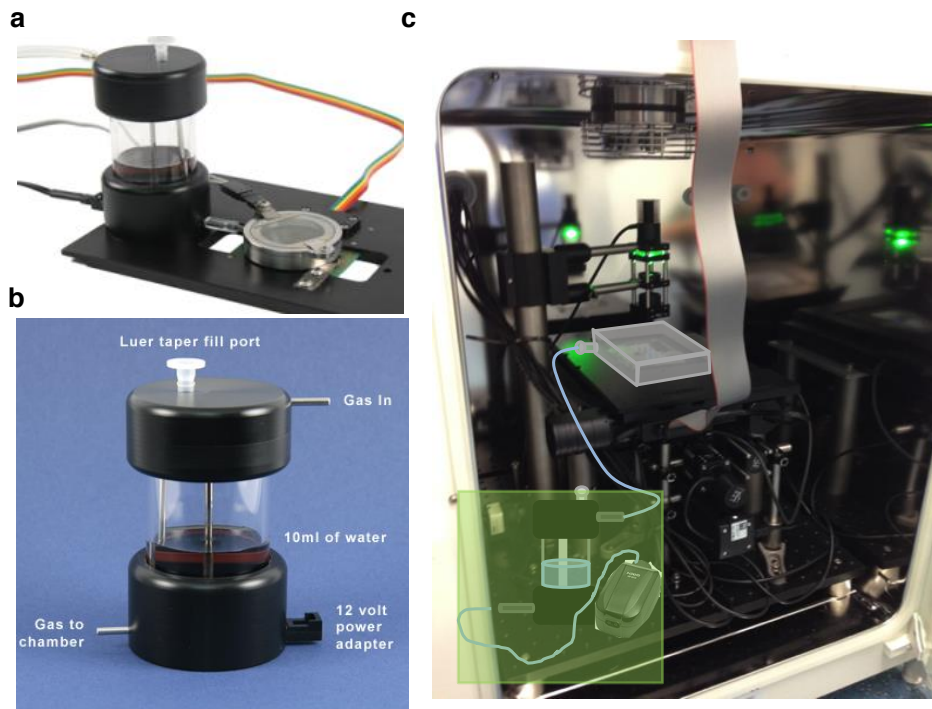 a
c
b
Luer taper fill port
Gas In
10ml of water
Gas to
chamber
12 volt
power
adapter